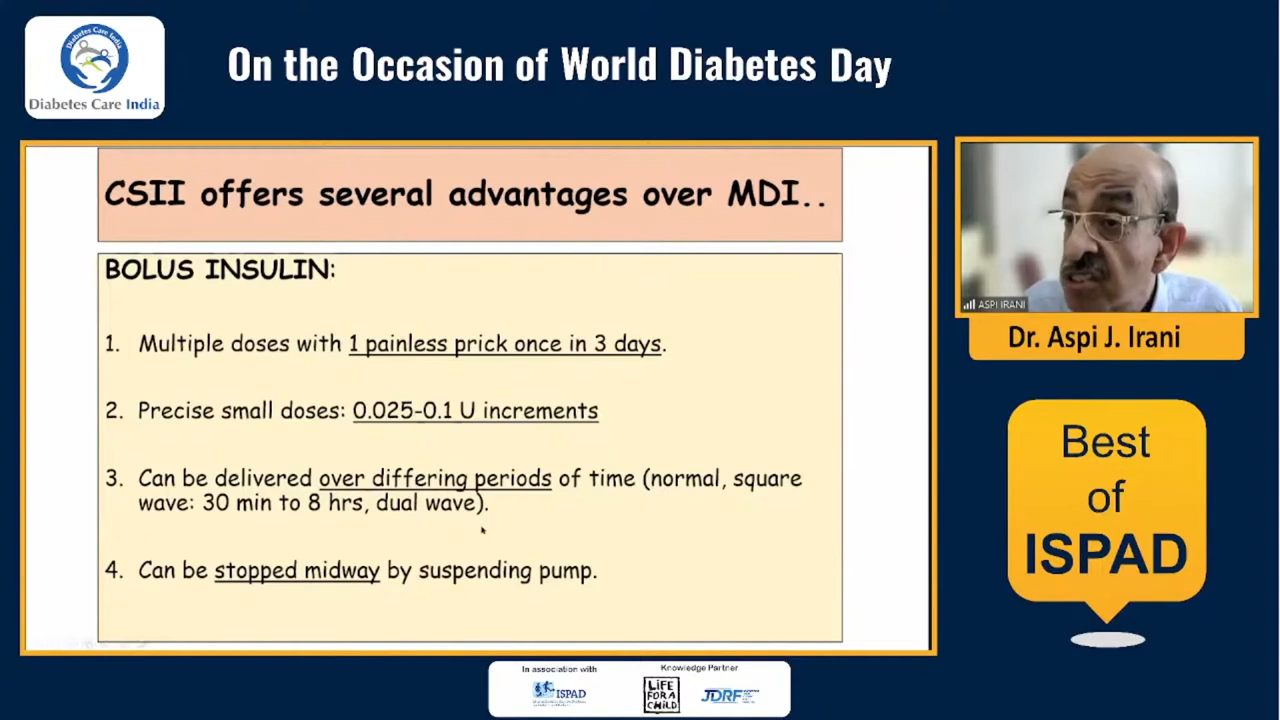 Diabetes Care India
Diabetes Care India
On the Occasion of World Diabetes Day
CSII offers several advantages over MDI..
BOLUS INSULIN:
1. Multiple doses with 1 painless prick once in 3 days.
2. Precise small doses: 0.025-0.1 U increments
3. Can be delivered over differing periods of time (normal, square
wave: 30 min to 8 hrs, dual wave).
4. Can be stopped midway by suspending pump.
ASPI IRANI
Dr. Aspi J. Irani
Best
of
ISPAD
In association with
ISPAD
Knowledge Partner
LiFE
FOR A
CHiLD
JDRF